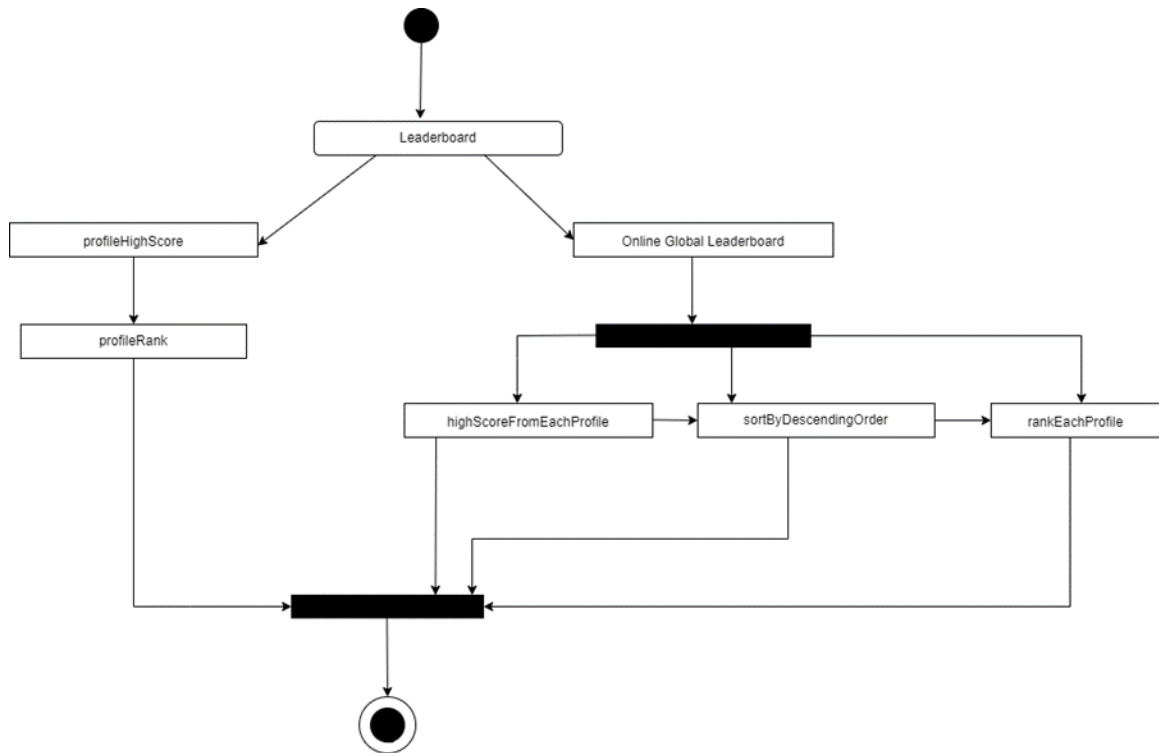 Leaderboard
profileHighScore
Online Global Leaderboard
profileRank
highScoreFromEachProfile
sortByDescendingOrder
rankEachProfile